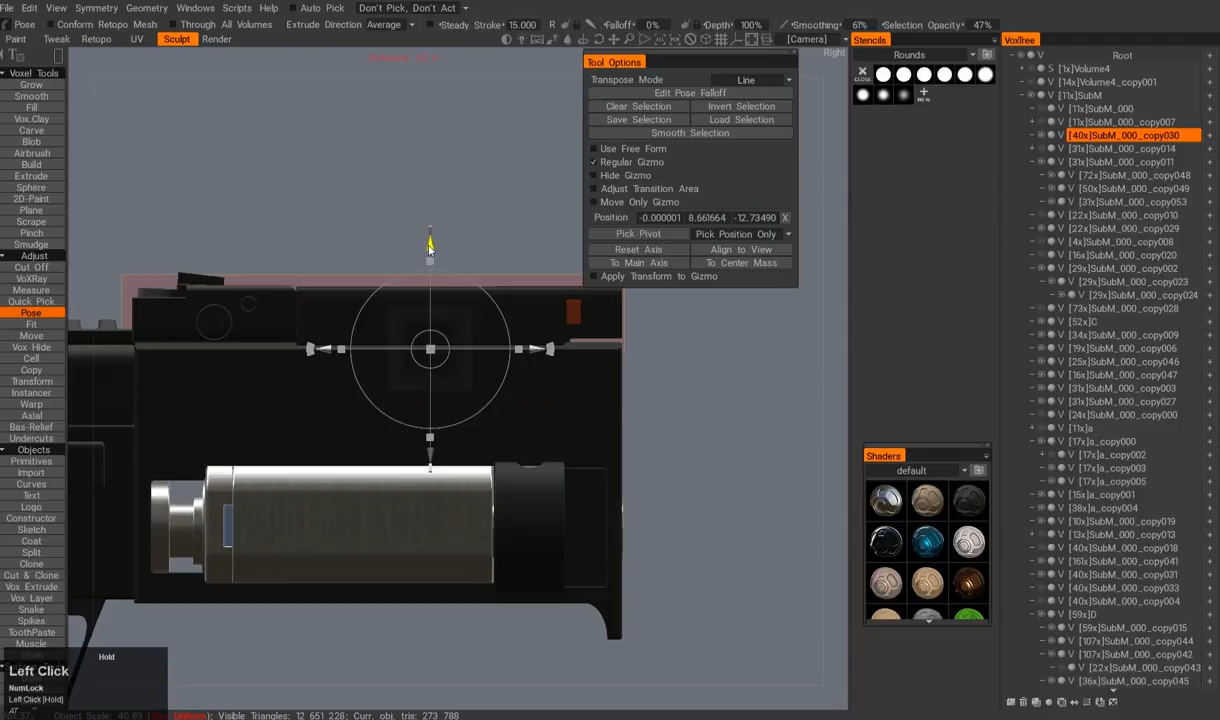 File Edit View Symmetry Geometry Windows Scripts Help Auto Pick Don't Pick, Don't Act
Pose Conform Retopo Mesh Through All Volumes Extrude Direction Average Steady Stroke: 15.000 R Falloff: 0% Depth: 100% Smoothing: 61% Selection Opacity: 47%
Paint Tweak Retopo UV Sculpt Render [Camera]
Right
Voxel Tools
Grow
Smooth
Fill
Vox.Clay
Carve
Blob
Airbrush
Build
Extrude
Sphere
2D-Paint
Plane
Scrape
Pinch
Smudge
Adjust
Cut Off
VoXRay
Measure
Quick Pick
Pose
Fit
Move
Vox Hide
Cell
Copy
Transform
Instancer
Warp
Axial
Bas-Relief
Undercuts
Objects
Primitives
Import
Curves
Text
Logo
Constructor
Sketch
Coat
Split
Clone
Cut & Clone
Vox Extrude
Vox Layer
Snake
Spikes
ToothPaste
Muscle
Tool Options
Transpose Mode Line
Edit Pose Falloff
Clear Selection Invert Selection
Save Selection Load Selection
Smooth Selection
Use Free Form
Regular Gizmo
Hide Gizmo
Adjust Transition Area
Move Only Gizmo
Position -0.000001 8.661664 -12.73490 X
Pick Pivot Pick Position Only
Reset Axis Align to View
To Main Axis To Center Mass
Apply Transform to Gizmo
Stencils
Rounds
CLOSE
NEW
Shaders
default
VoxTree
V Root
S [1x]Volume4
V [14x]Volume4_copy001
V [11x]SubM
V [11x]SubM_000
V [11x]SubM_000_copy007
V [40x]SubM_000_copy030
V [31x]SubM_000_copy014
V [31x]SubM_000_copy011
V [72x]SubM_000_copy048
V [50x]SubM_000_copy049
V [31x]SubM_000_copy053
V [22x]SubM_000_copy010
V [22x]SubM_000_copy029
V [4x]SubM_000_copy008
V [16x]SubM_000_copy020
V [29x]SubM_000_copy002
V [29x]SubM_000_copy023
V [29x]SubM_000_copy024
V [73x]SubM_000_copy028
V [52x]C
V [34x]SubM_000_copy009
V [19x]SubM_000_copy006
V [25x]SubM_000_copy046
V [16x]SubM_000_copy047
V [31x]SubM_000_copy003
V [31x]SubM_000_copy027
V [24x]SubM_000_copy000
V [11x]a
V [17x]a_copy000
V [17x]a_copy002
V [17x]a_copy003
V [17x]a_copy005
V [15x]a_copy001
V [38x]a_copy004
V [10x]SubM_000_copy019
V [13x]SubM_000_copy013
V [40x]SubM_000_copy018
V [161x]SubM_000_copy041
V [40x]SubM_000_copy031
V [40x]SubM_000_copy033
V [40x]SubM_000_copy004
V [59x]D
V [59x]SubM_000_copy015
V [107x]SubM_000_copy044
V [107x]SubM_000_copy042
V [22x]SubM_000_copy043
V [36x]SubM_000_copy045
Hold
Left Click
NumLock
Left Click [Hold]
Object Scale: 40.89 Visible Triangles: 12 651 228; Curr. obj. tris: 273 788